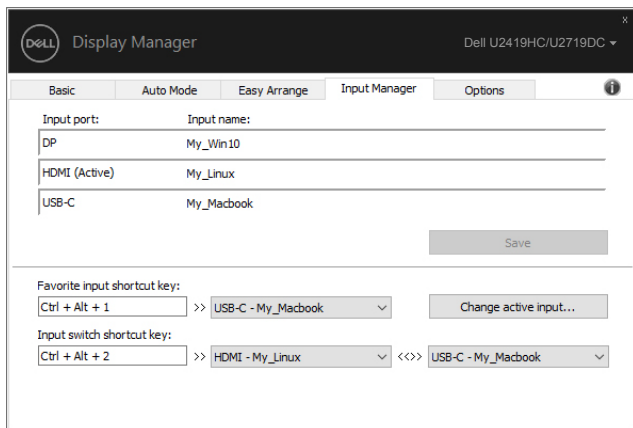 x
DELL Display Manager Dell U2419HC/U2719DC
Basic Auto Mode Easy Arrange Input Manager Options i
Input port: Input name:
DP My_Win10
HDMI (Active) My_Linux
USB-C My_Macbook
Save
Favorite input shortcut key:
Ctrl + Alt + 1 >> USB-C - My_Macbook Change active input...
Input switch shortcut key:
Ctrl + Alt + 2 >> HDMI - My_Linux <<>> USB-C - My_Macbook